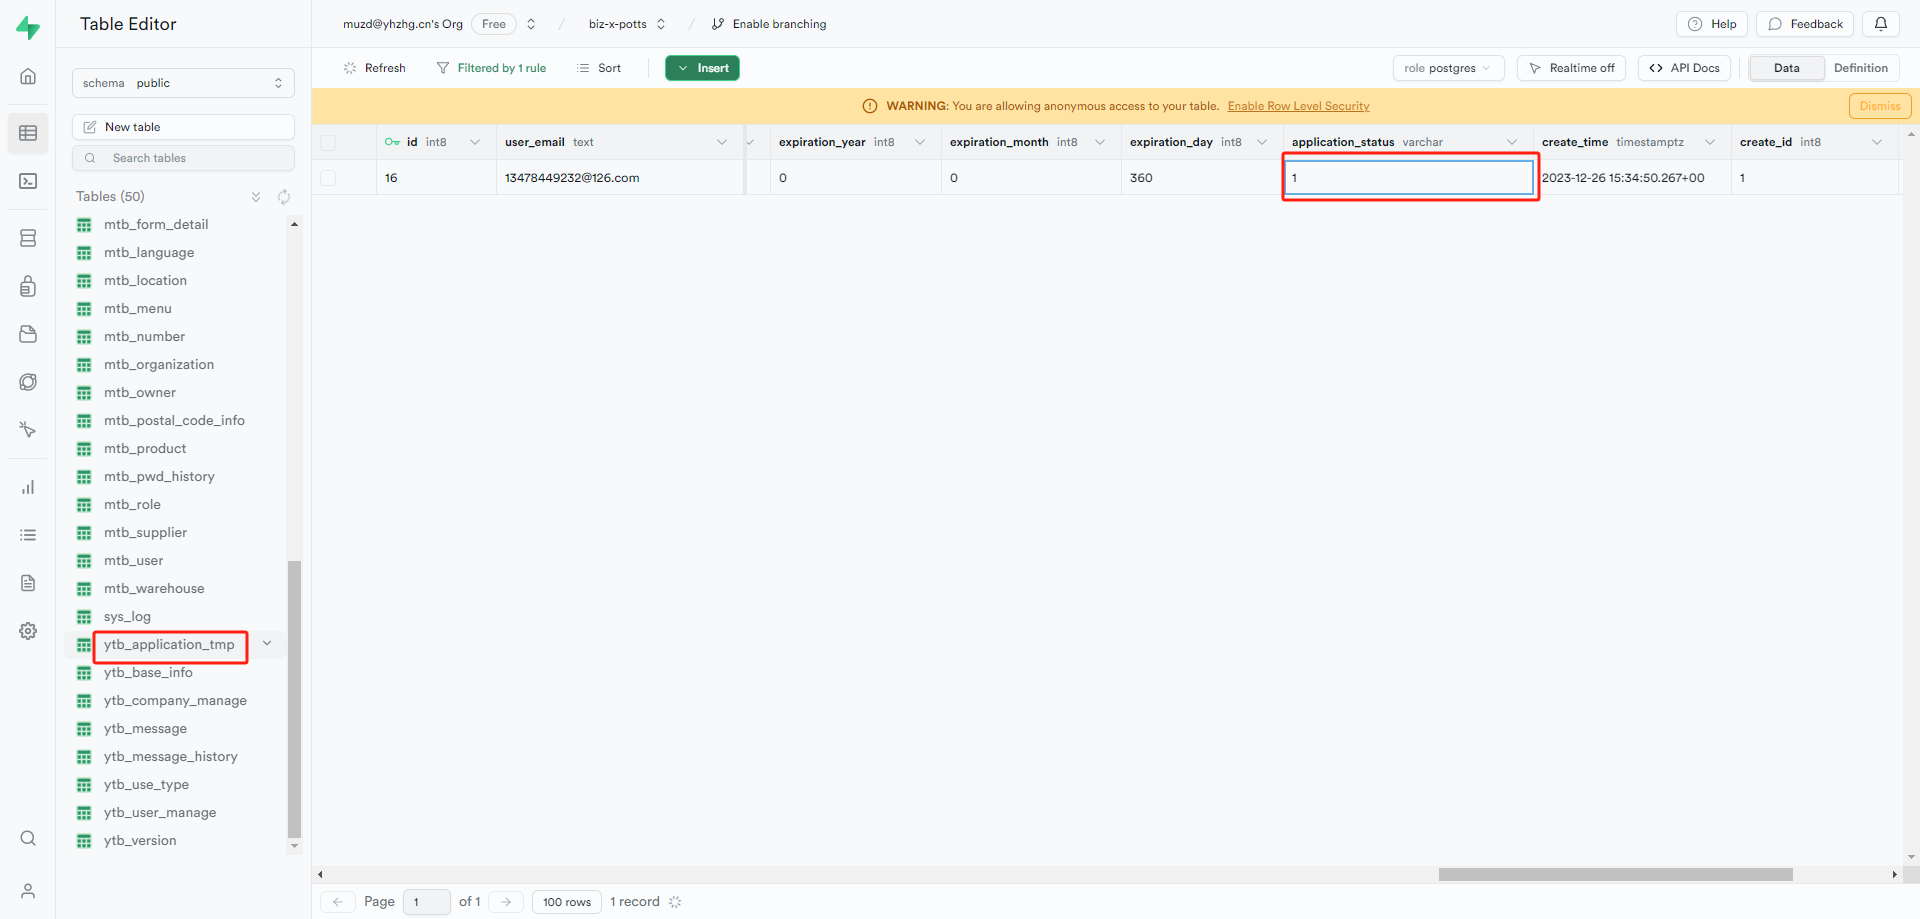 Table Editor
muzd@yhzhg.cn's Org Free / biz-x-potts / Enable branching
Help Feedback
Refresh Filtered by 1 rule Sort Insert
role postgres Realtime off API Docs Data Definition
schema public
New table
Search tables
Tables (50)
mtb_form_detail
mtb_language
mtb_location
mtb_menu
mtb_number
mtb_organization
mtb_owner
mtb_postal_code_info
mtb_product
mtb_pwd_history
mtb_role
mtb_supplier
mtb_user
mtb_warehouse
sys_log
ytb_application_tmp
ytb_base_info
ytb_company_manage
ytb_message
ytb_message_history
ytb_use_type
ytb_user_manage
ytb_version
WARNING: You are allowing anonymous access to your table. Enable Row Level Security Dismiss
id int8 user_email text expiration_year int8 expiration_month int8 expiration_day int8 application_status varchar create_time timestamptz create_id int8
16 13478449232@126.com 0 0 360 1 2023-12-26 15:34:50.267+00 1
Page 1 of 1 100 rows 1 record